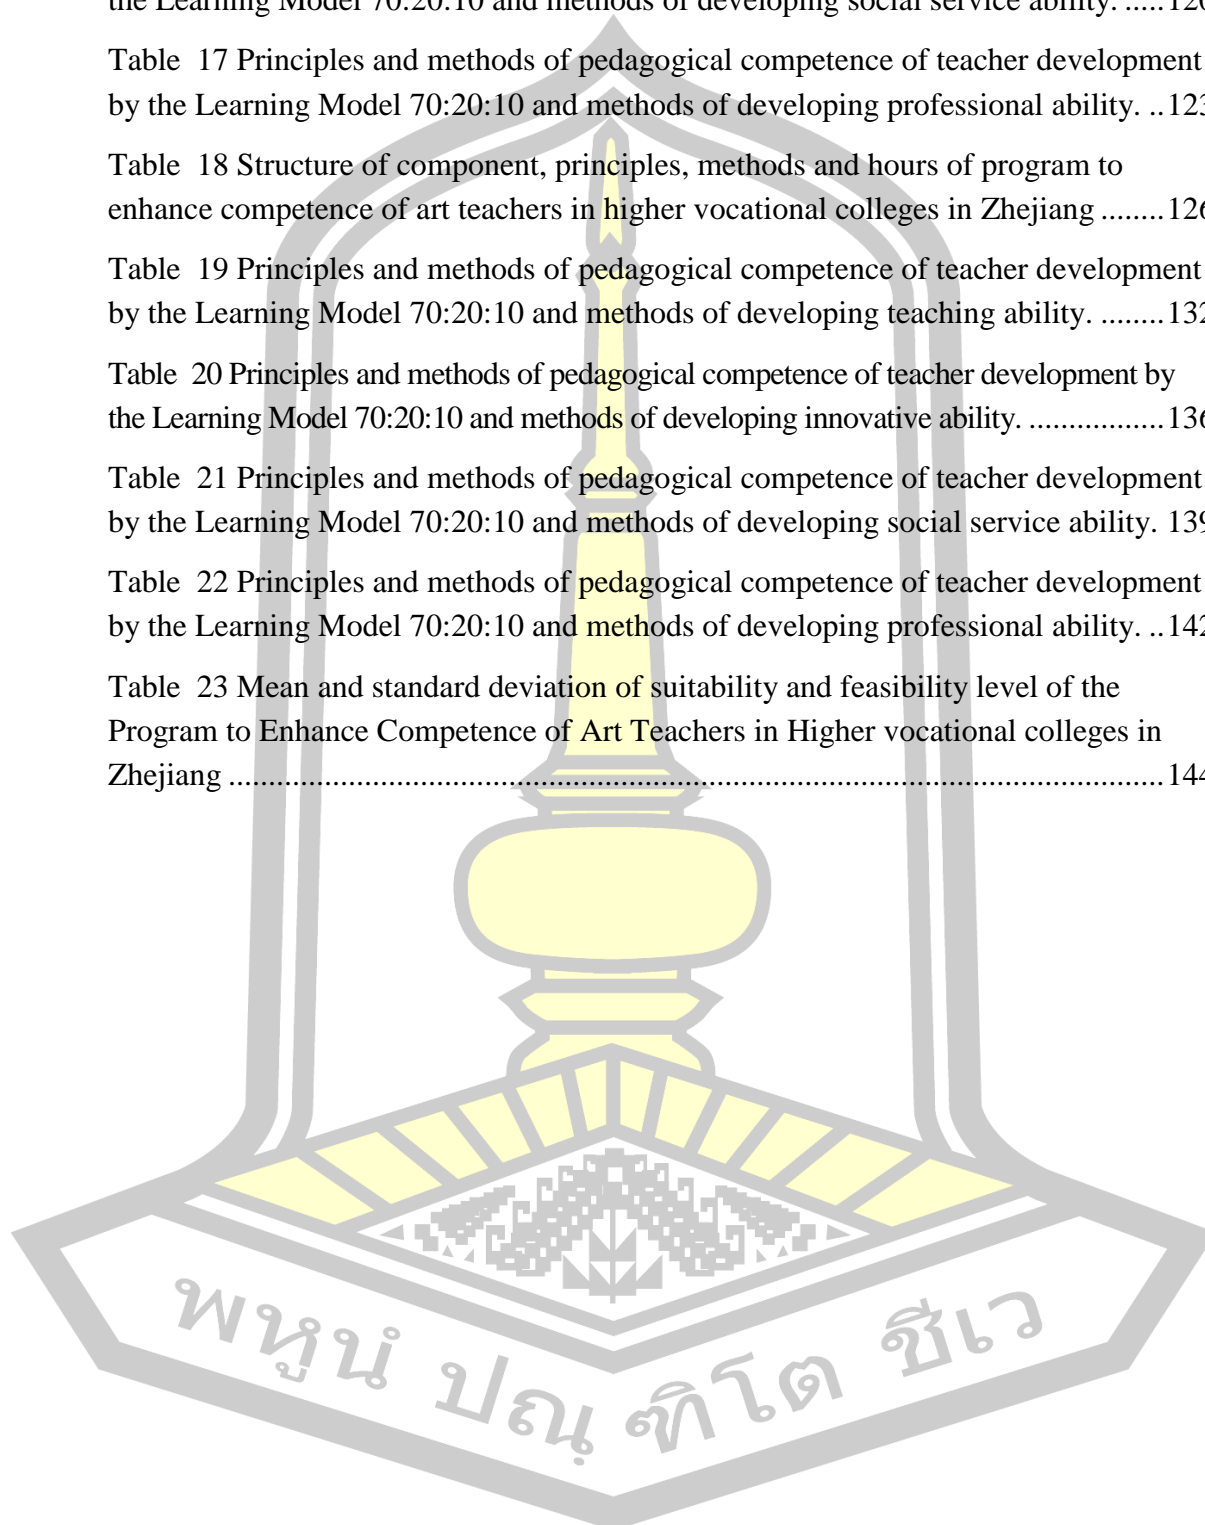 the Learning Model 70:20:10 and methods of developing social service ability. .....120
Table  17 Principles and methods of pedagogical competence of teacher development
by the Learning Model 70:20:10 and methods of developing professional ability. ..123
Table  18 Structure of component, principles, methods and hours of program to
enhance competence of art teachers in higher vocational colleges in Zhejiang ........126
Table  19 Principles and methods of pedagogical competence of teacher development
by the Learning Model 70:20:10 and methods of developing teaching ability. ........132
Table  20 Principles and methods of pedagogical competence of teacher development by
the Learning Model 70:20:10 and methods of developing innovative ability. .................136
Table  21 Principles and methods of pedagogical competence of teacher development
by the Learning Model 70:20:10 and methods of developing social service ability. 139
Table  22 Principles and methods of pedagogical competence of teacher development
by the Learning Model 70:20:10 and methods of developing professional ability. ..142
Table  23 Mean and standard deviation of suitability and feasibility level of the
Program to Enhance Competence of Art Teachers in Higher vocational colleges in
Zhejiang ........................................................................................................................144
พหูนํ ปณฺฑิโต ชีเว